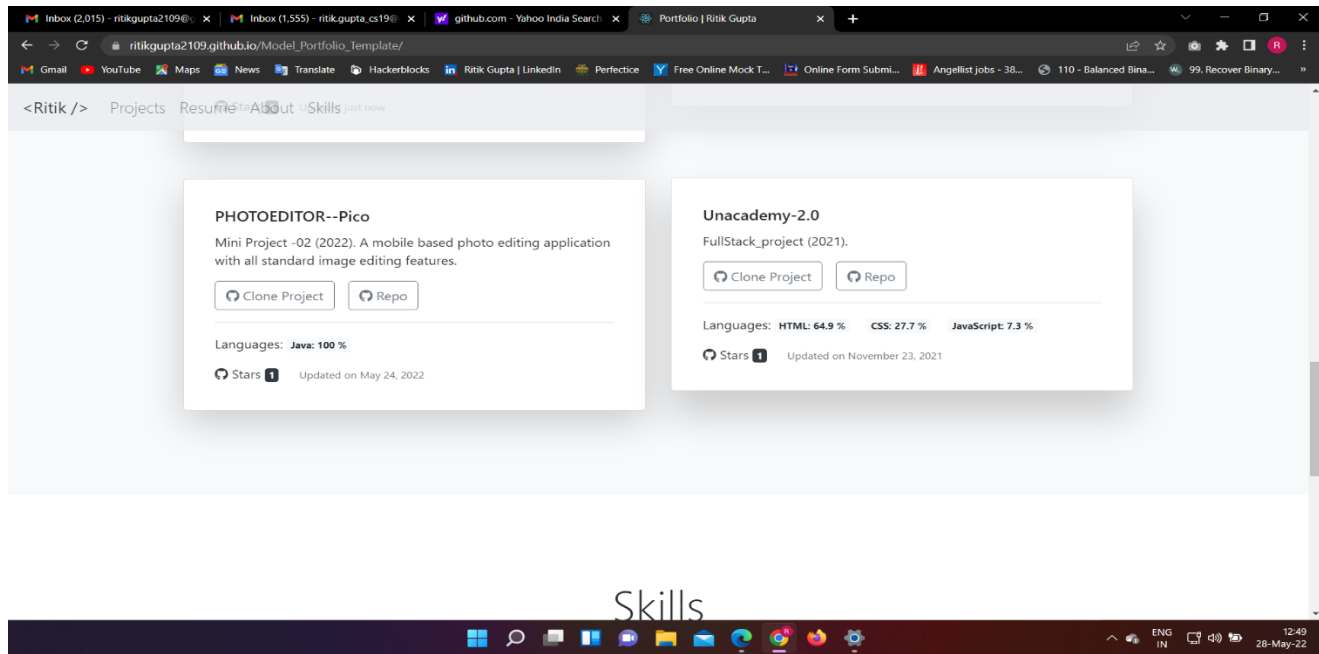 Inbox (2,015) - ritikgupta2109@g
Inbox (1,555) - ritik.gupta_cs19@
github.com - Yahoo India Search
Portfolio | Ritik Gupta
ritikgupta2109.github.io/Model_Portfolio_Template/
R
Gmail YouTube Maps News Translate Hackerblocks Ritik Gupta | LinkedIn Perfectice Free Online Mock T... Online Form Submi... Angellist jobs - 38... 110 - Balanced Bina... 99. Recover Binary... »
<Ritik /> Projects Resume About Skills
just now
PHOTOEDITOR--Pico
Mini Project -02 (2022). A mobile based photo editing application
with all standard image editing features.
Clone Project Repo
Languages: Java: 100 %
Stars 1 Updated on May 24, 2022
Unacademy-2.0
FullStack_project (2021).
Clone Project Repo
Languages: HTML: 64.9 % CSS: 27.7 % JavaScript: 7.3 %
Stars 1 Updated on November 23, 2021
Skills
ENG
IN
12:49
28-May-22